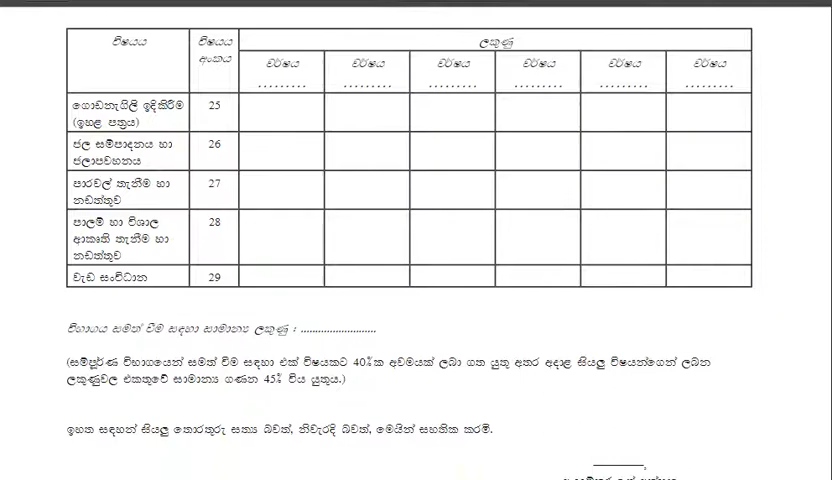 විෂයය විෂයය ලකුණු
අංකය වර්ෂය වර්ෂය වර්ෂය වර්ෂය වර්ෂය වර්ෂය
......... ......... ......... ......... ......... .........
ගොඩනැගිලි ඉදිකිරීම 25
(ඉහළ පත්‍රය)
ජල සම්පාදනය හා 26
ජලාපවහනය
පාරවල් තැනීම හා 27
නඩත්තුව
පාලම් හා විශාල 28
ආකෘති තැනීම හා
නඩත්තුව
වැඩ සංවිධාන 29
විභාගය සමත් වීම සඳහා සාමාන්‍ය ලකුණු : ..........................
(සම්පූර්ණ විභාගයෙන් සමත් වීම සඳහා එක් විෂයකට 40%ක අවමයක් ලබා ගත යුතු අතර අදාළ සියලු විෂයන්ගෙන් ලබන
ලකුණුවල එකතුවේ සාමාන්‍ය ගණන 45% විය යුතුය.)
ඉහත සඳහන් සියලු තොරතුරු සත්‍ය බවත්, නිවැරදි බවත්, මෙයින් සහතික කරමි.